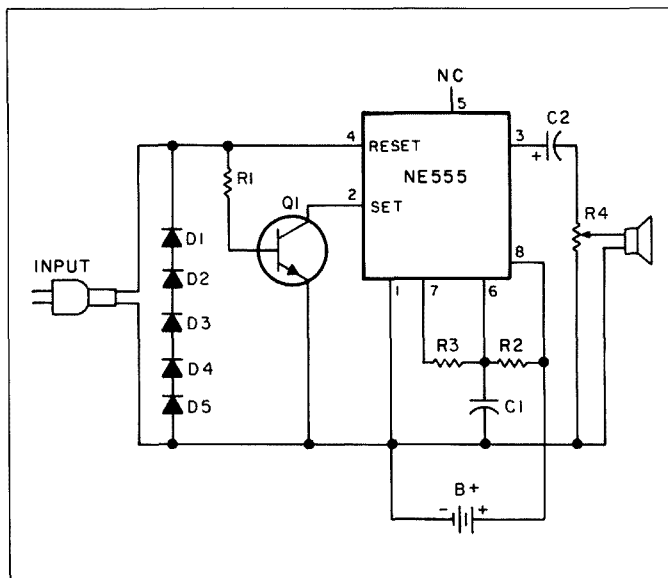 NC
5
C2
4
RESET
3
+
R1
NE555
Q1
2
SET
R4
D1
8
INPUT
D2
1
7
6
D3
R3
R2
D4
C1
D5
B+
-
+